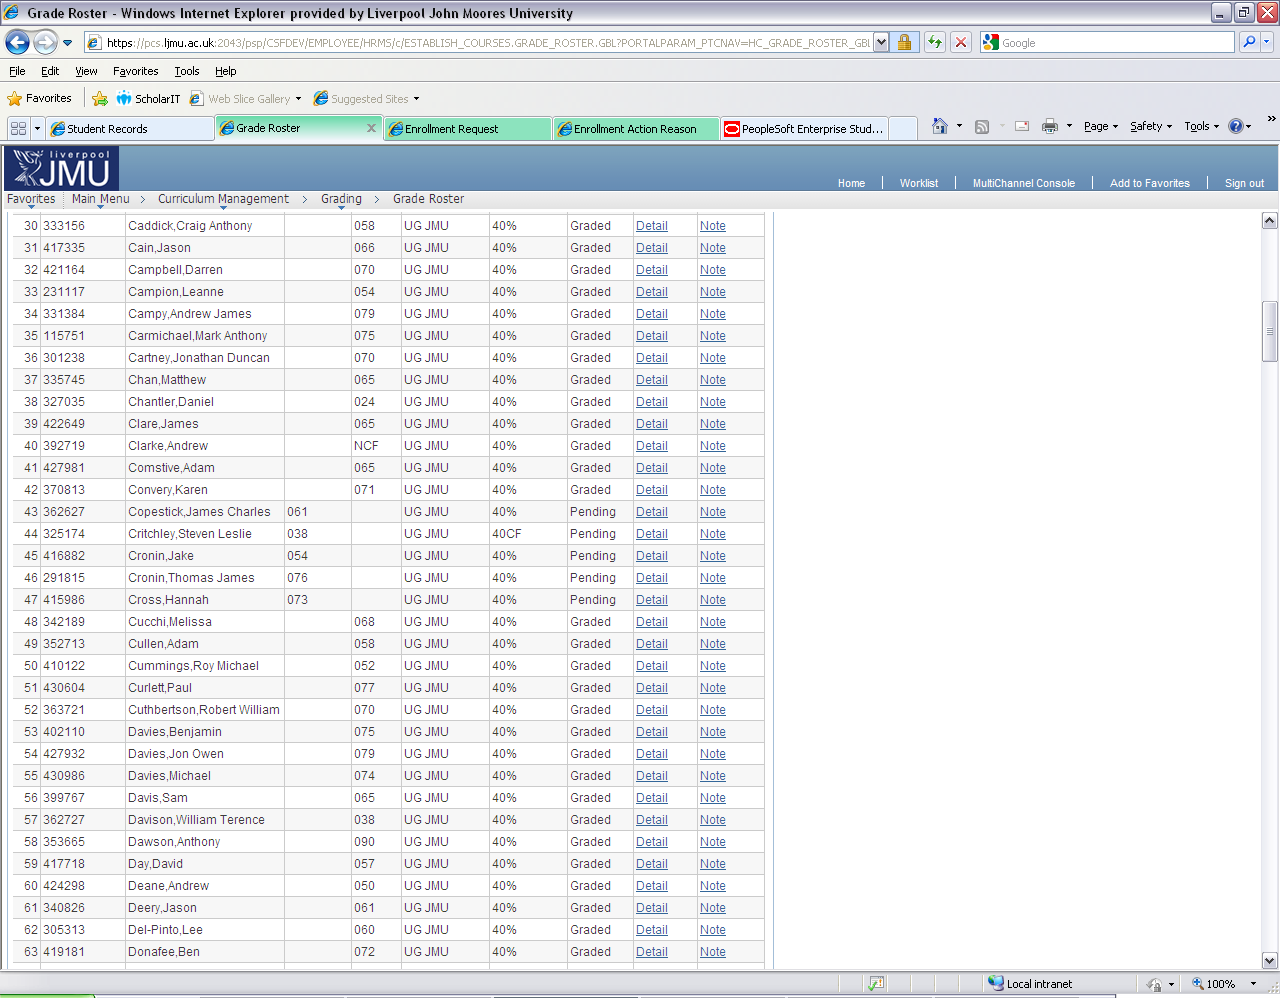 Grade Roster - Windows Internet Explorer provided by Liverpool John Moores University
https://pcs.ljmu.ac.uk:2043/psp/CSFDEV/EMPLOYEE/HRMS/c/ESTABLISH_COURSES.GRADE_ROSTER.GBL?PORTALPARAM_PTCNAV=HC_GRADE_ROSTER_GBL Google
File Edit View Favorites Tools Help
Favorites ScholarIT Web Slice Gallery Suggested Sites
Student Records Grade Roster Enrollment Request Enrollment Action Reason PeopleSoft Enterprise Stud... Page Safety Tools
liverpool
JMU
Home Worklist MultiChannel Console Add to Favorites Sign out
Favorites Main Menu > Curriculum Management > Grading > Grade Roster
30 333156 Caddick,Craig Anthony 058 UG JMU 40% Graded Detail Note
31 417335 Cain,Jason 066 UG JMU 40% Graded Detail Note
32 421164 Campbell,Darren 070 UG JMU 40% Graded Detail Note
33 231117 Campion,Leanne 054 UG JMU 40% Graded Detail Note
34 331384 Campy,Andrew James 079 UG JMU 40% Graded Detail Note
35 115751 Carmichael,Mark Anthony 075 UG JMU 40% Graded Detail Note
36 301238 Cartney,Jonathan Duncan 070 UG JMU 40% Graded Detail Note
37 335745 Chan,Matthew 065 UG JMU 40% Graded Detail Note
38 327035 Chantler,Daniel 024 UG JMU 40% Graded Detail Note
39 422649 Clare,James 065 UG JMU 40% Graded Detail Note
40 392719 Clarke,Andrew NCF UG JMU 40% Graded Detail Note
41 427981 Comstive,Adam 065 UG JMU 40% Graded Detail Note
42 370813 Convery,Karen 071 UG JMU 40% Graded Detail Note
43 362627 Copestick,James Charles 061 UG JMU 40% Pending Detail Note
44 325174 Critchley,Steven Leslie 038 UG JMU 40CF Pending Detail Note
45 416882 Cronin,Jake 054 UG JMU 40% Pending Detail Note
46 291815 Cronin,Thomas James 076 UG JMU 40% Pending Detail Note
47 415986 Cross,Hannah 073 UG JMU 40% Pending Detail Note
48 342189 Cucchi,Melissa 068 UG JMU 40% Graded Detail Note
49 352713 Cullen,Adam 058 UG JMU 40% Graded Detail Note
50 410122 Cummings,Roy Michael 052 UG JMU 40% Graded Detail Note
51 430604 Curlett,Paul 077 UG JMU 40% Graded Detail Note
52 363721 Cuthbertson,Robert William 070 UG JMU 40% Graded Detail Note
53 402110 Davies,Benjamin 075 UG JMU 40% Graded Detail Note
54 427932 Davies,Jon Owen 079 UG JMU 40% Graded Detail Note
55 430986 Davies,Michael 074 UG JMU 40% Graded Detail Note
56 399767 Davis,Sam 065 UG JMU 40% Graded Detail Note
57 362727 Davison,William Terence 038 UG JMU 40% Graded Detail Note
58 353665 Dawson,Anthony 090 UG JMU 40% Graded Detail Note
59 417718 Day,David 057 UG JMU 40% Graded Detail Note
60 424298 Deane,Andrew 050 UG JMU 40% Graded Detail Note
61 340826 Deery,Jason 061 UG JMU 40% Graded Detail Note
62 305313 Del-Pinto,Lee 060 UG JMU 40% Graded Detail Note
63 419181 Donafee,Ben 072 UG JMU 40% Graded Detail Note
Local intranet 100%